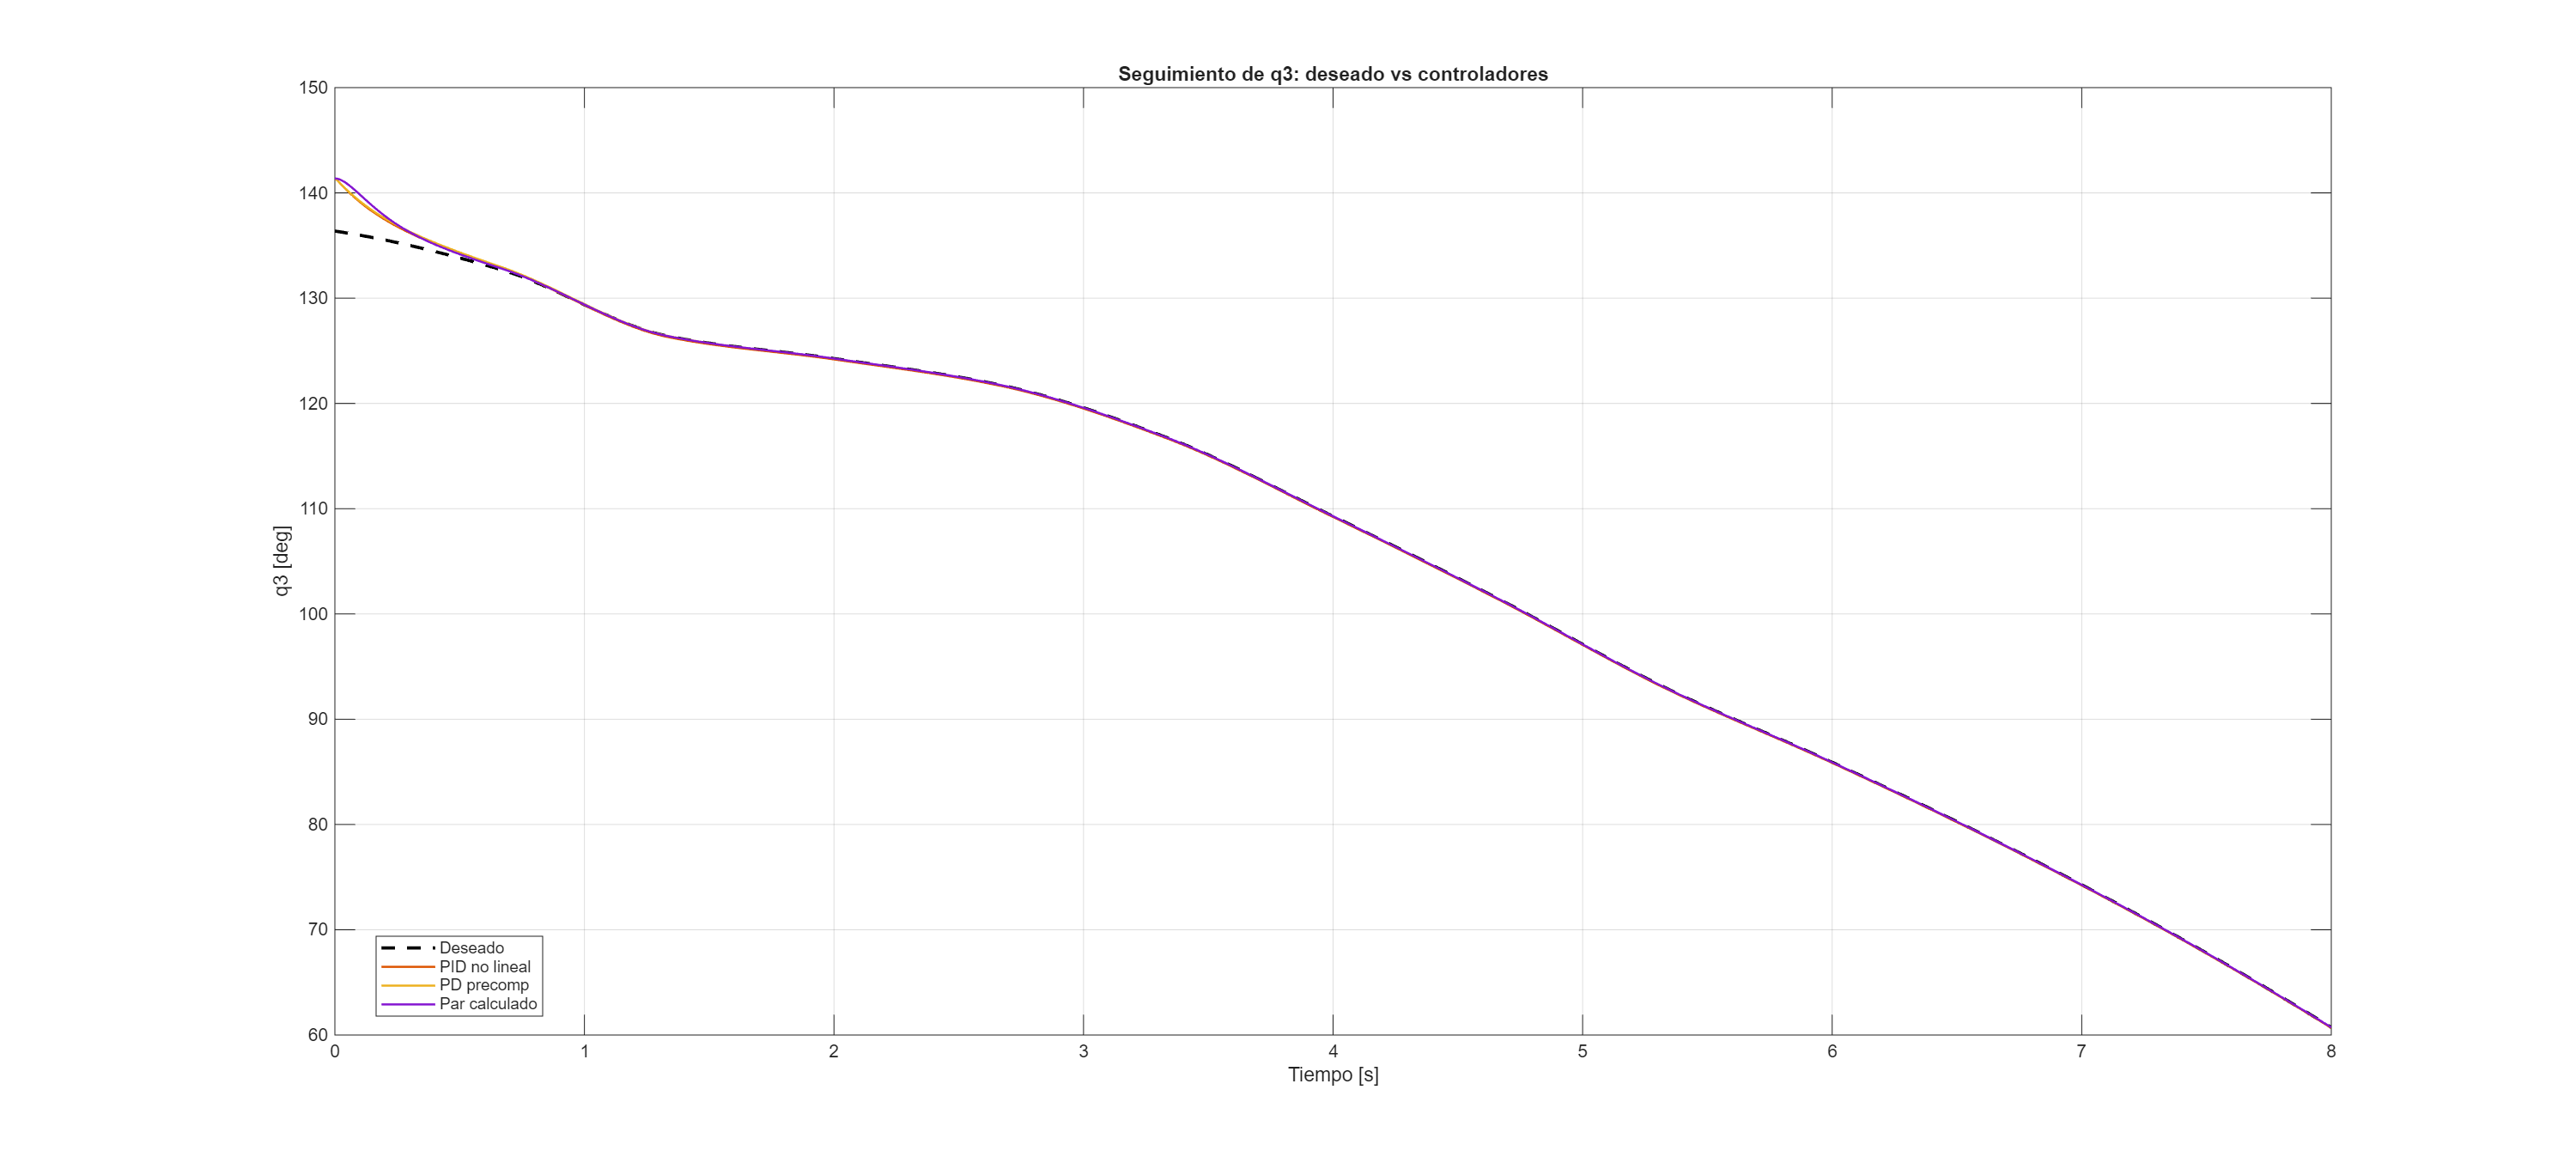 Seguimiento de q3: deseado vs controladores
150
140
130
120
110
100
90
80
70
60
q3 [deg]
Deseado
PID no lineal
PD precomp
Par calculado
0 1 2 3 4 5 6 7 8
Tiempo [s]